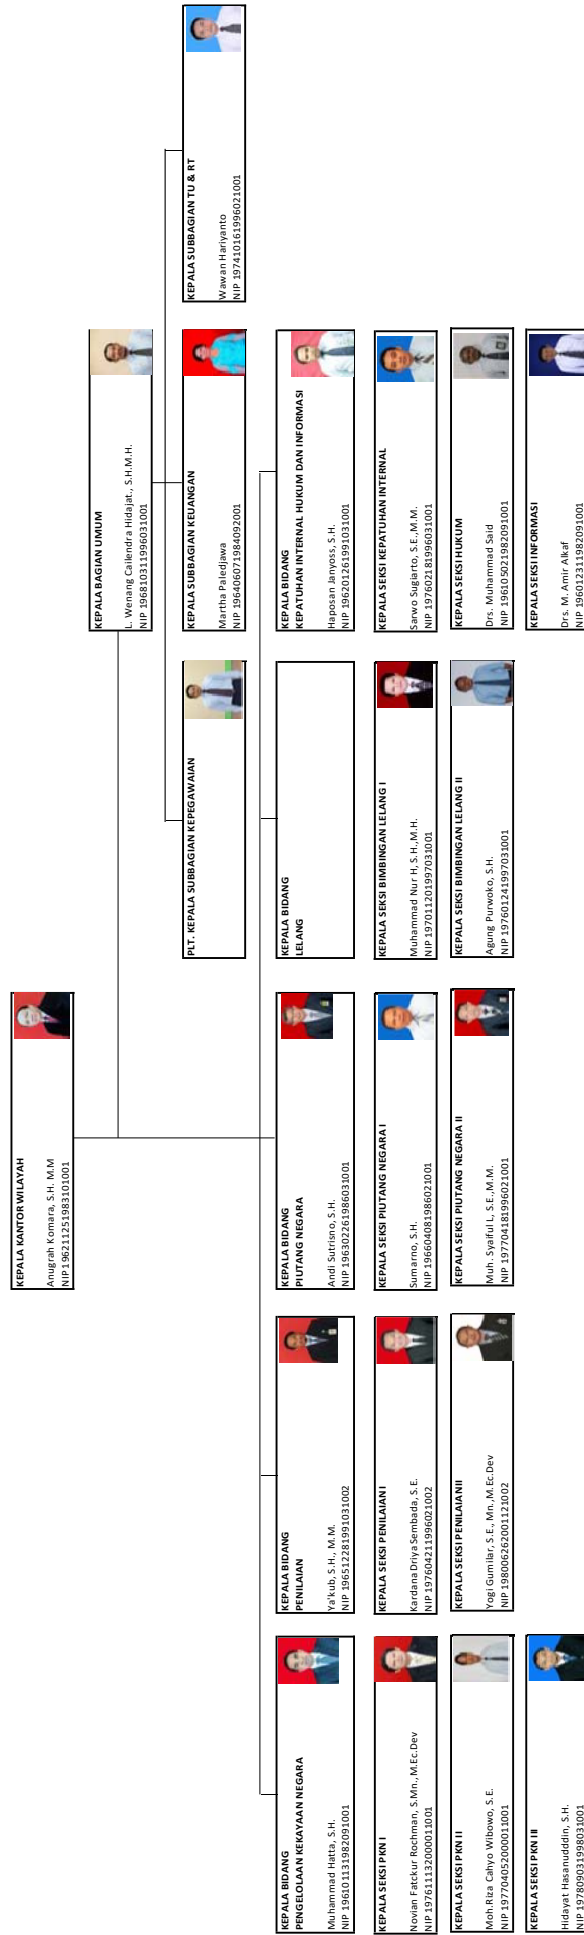 KEPALA KANTOR WILAYAH
Anugrah Komara, S.H. M.M
NIP 196211251983101001
KEPALA BAGIAN UMUM
L. Wenang Cailendra Hidajat., S.H.M.H.
NIP 196810311996031001
PLT. KEPALA SUBBAGIAN KEPEGAWAIAN
KEPALA SUBBAGIAN KEUANGAN
Martha Paledjawa
NIP 196406071984092001
KEPALA SUBBAGIAN TU & RT
Wawan Hariyanto
NIP 197410161996021001
KEPALA BIDANG
PENGELOLAAN KEKAYAAN NEGARA
Muhammad Hatta, S.H.
NIP 196101131982091001
KEPALA BIDANG
PENILAIAN
Ya'kub, S.H., M.M.
NIP 196512281991031002
KEPALA BIDANG
PIUTANG NEGARA
Andi Sutrisno, S.H.
NIP 196302261986031001
KEPALA BIDANG
LELANG
KEPALA BIDANG
KEPATUHAN INTERNAL HUKUM DAN INFORMASI
Haposan Janyoss, S.H.
NIP 196201261991031001
KEPALA SEKSI PKN I
Novian Fatckur Rochman, S.Mn., M.Ec.Dev
NIP 197611132000011001
KEPALA SEKSI PENILAIAN I
Kardana Driya Sembada, S.E.
NIP 197604211996021002
KEPALA SEKSI PIUTANG NEGARA I
Sumarno, S.H.
NIP 196604081986021001
KEPALA SEKSI BIMBINGAN LELANG I
Muhammad Nur H, S.H.,M.H.
NIP 197011201997031001
KEPALA SEKSI KEPATUHAN INTERNAL
Sarwo Sugiarto, S.E.,M.M.
NIP 197602181996031001
KEPALA SEKSI PKN II
Moh.Riza Cahyo Wibowo, S.E.
NIP 197704052000011001
KEPALA SEKSI PENILAIAN II
Yogi Gumilar, S.E., Mn.,M.Ec.Dev
NIP 198006262001121002
KEPALA SEKSI PIUTANG NEGARA II
Muh. Syaiful L, S.E.,M.M.
NIP 197704181996021001
KEPALA SEKSI BIMBINGAN LELANG II
Agung Purwoko, S.H.
NIP 197601241997031001
KEPALA SEKSI HUKUM
Drs. Muhammad Said
NIP 196105021982091001
KEPALA SEKSI PKN III
Hidayat Hasanudddin, S.H.
NIP 197809031998031001
KEPALA SEKSI INFORMASI
Drs. M. Amir Alkaf
NIP 196012311982091001